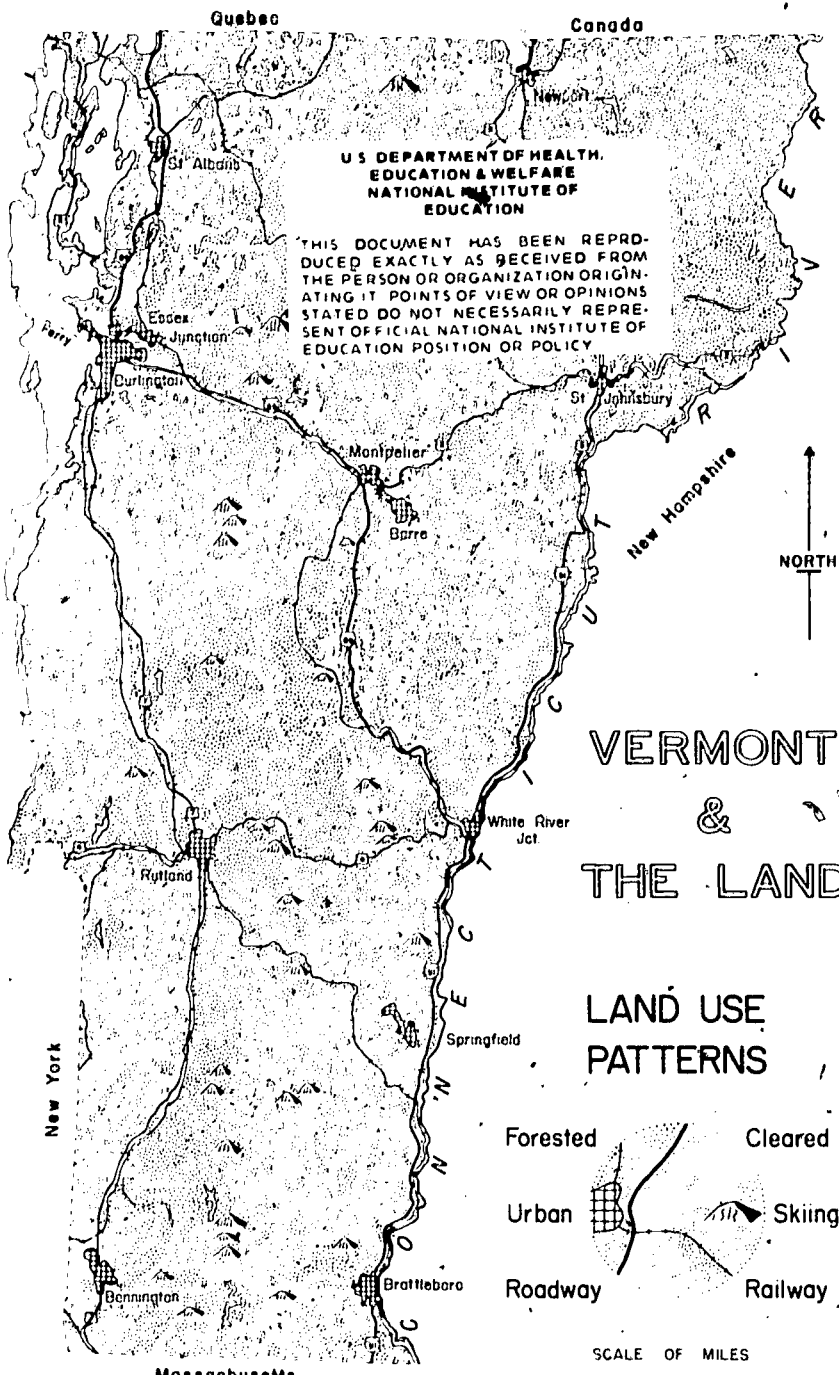 Quebec
Canada
Newport
St Albans
U S DEPARTMENT OF HEALTH,
EDUCATION & WELFARE
NATIONAL INSTITUTE OF
EDUCATION
THIS DOCUMENT HAS BEEN REPRO-
DUCED EXACTLY AS RECEIVED FROM
THE PERSON OR ORGANIZATION ORIGIN-
ATING IT POINTS OF VIEW OR OPINIONS
STATED DO NOT NECESSARILY REPRE-
SENT OFFICIAL NATIONAL INSTITUTE OF
EDUCATION POSITION OR POLICY
Ferry
Essex
Junction
Burlington
St Johnsbury
Montpelier
Barre
New Hampshire
NORTH
CONNECTICUT RIVER
VERMONT
&
THE LAND
White River
Jct.
Rutland
Springfield
New York
LAND USE
PATTERNS
Forested
Cleared
Urban
Skiing
Roadway
Railway
Bennington
Brattleboro
SCALE OF MILES
Massachusetts